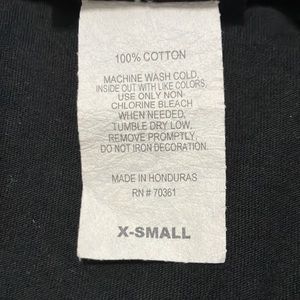 100% COTTON
MACHINE WASH COLD,
INSIDE OUT WITH LIKE COLORS,
USE ONLY NON-
CHLORINE BLEACH
WHEN NEEDED,
TUMBLE DRY LOW,
REMOVE PROMPTLY,
DO NOT IRON DECORATION.
MADE IN HONDURAS
RN # 70361
X-SMALL